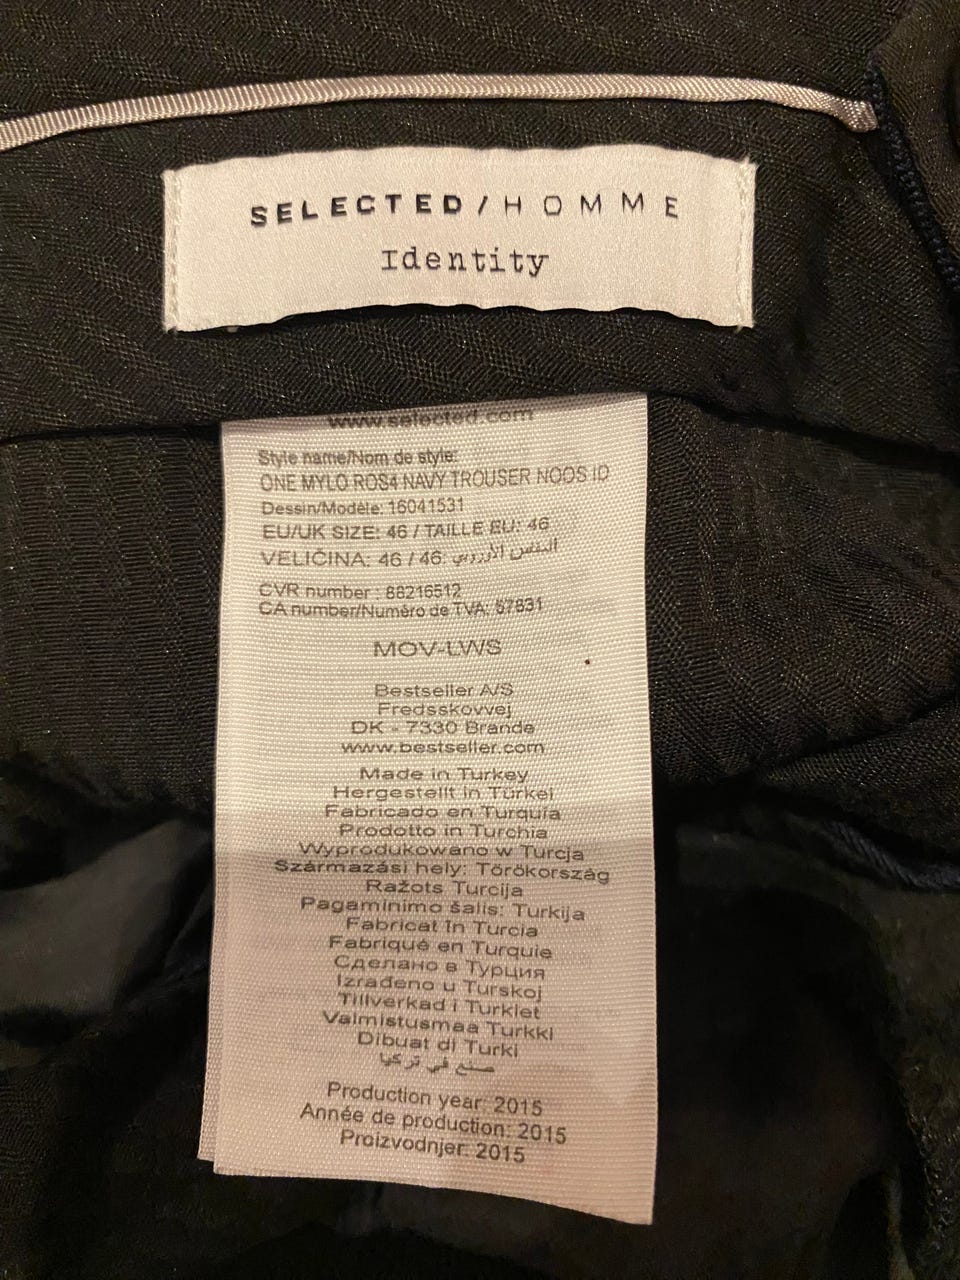 SELECTED/HOMME
Identity
www.selected.com
Style name/Nom de style:
ONE MYLO ROS4 NAVY TROUSER NOOS ID
Dessin/Modèle: 16041531
EU/UK SIZE: 46 / TAILLE EU: 46
VELIČINA: 46 / 46 :النفس الأروبي
CVR number : 88216512
CA number/Numéro de TVA: 57831
MOV-LWS
Bestseller A/S
Fredsskovvej
DK - 7330 Brande
www.bestseller.com
Made in Turkey
Hergestellt in Türkei
Fabricado en Turquía
Prodotto in Turchia
Wyprodukowano w Turcja
Származási hely: Törökország
Ražots Turcija
Pagaminimo šalis: Turkija
Fabricat în Turcia
Fabriqué en Turquie
Сделано в Турция
Izrađeno u Turskoj
Tillverkad i Turkiet
Valmistusmaa Turkki
Dibuat di Turki
صنع في تركيا
Production year: 2015
Année de production: 2015
Proizvodnjer: 2015